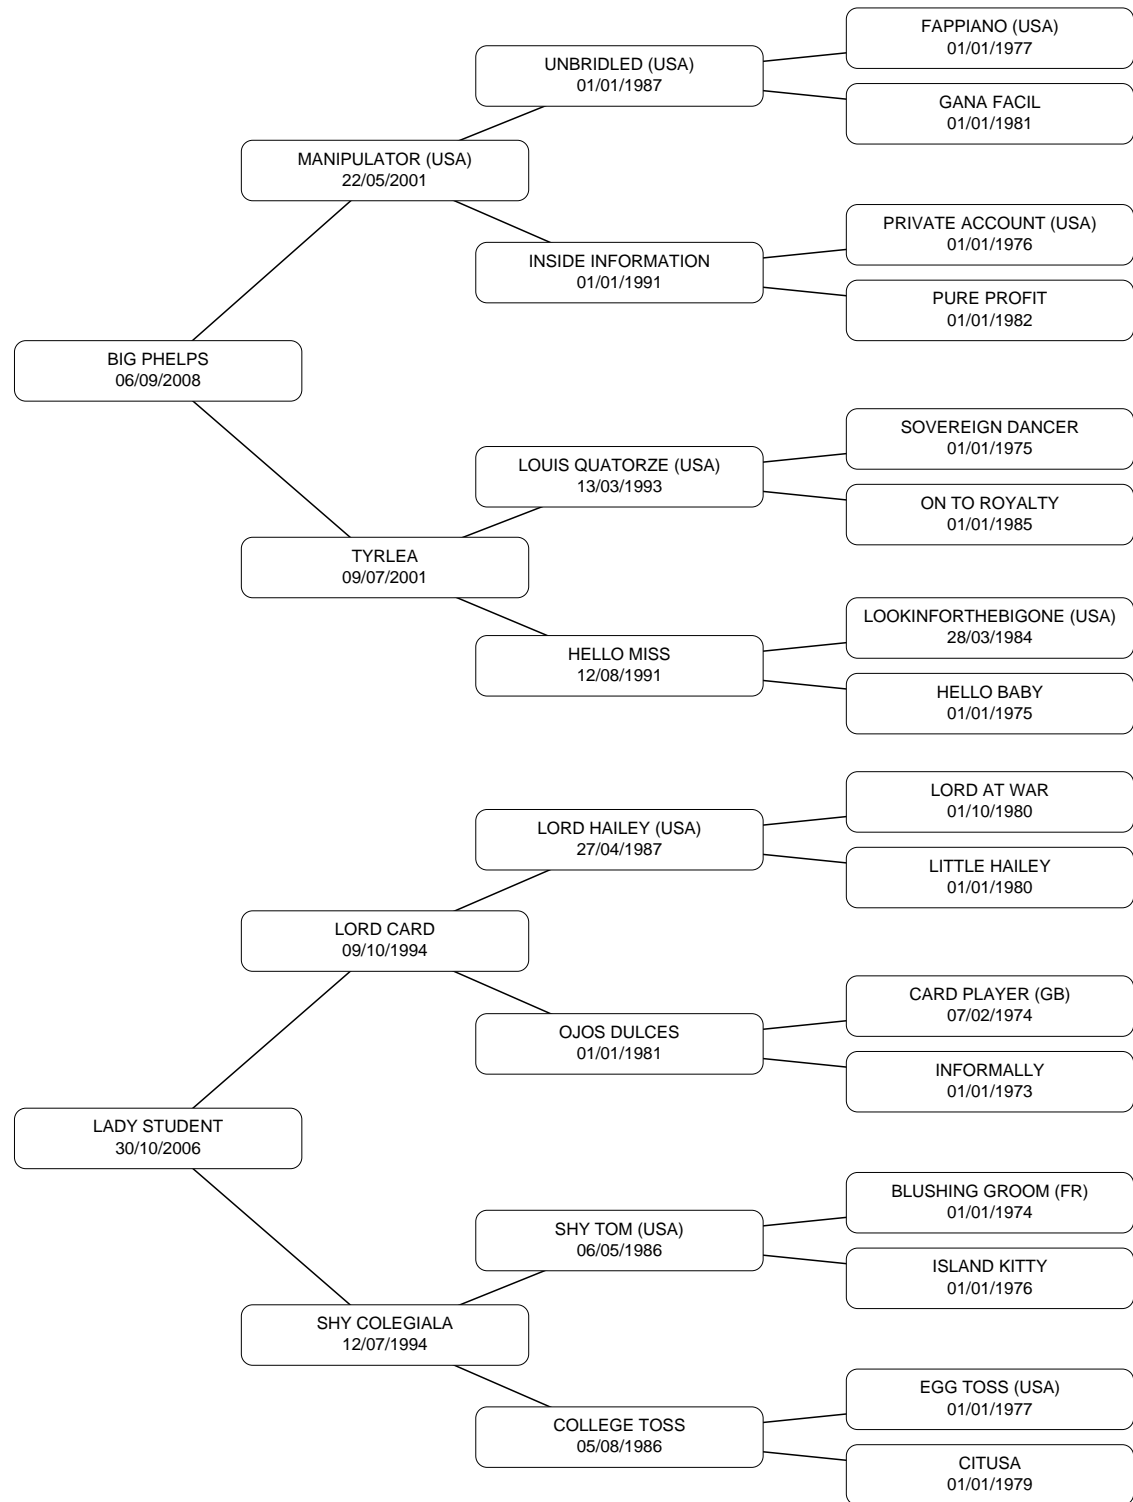 FAPPIANO (USA)
01/01/1977
UNBRIDLED (USA)
01/01/1987
GANA FACIL
01/01/1981
MANIPULATOR (USA)
22/05/2001
PRIVATE ACCOUNT (USA)
01/01/1976
INSIDE INFORMATION
01/01/1991
PURE PROFIT
01/01/1982
BIG PHELPS
06/09/2008
SOVEREIGN DANCER
01/01/1975
LOUIS QUATORZE (USA)
13/03/1993
ON TO ROYALTY
01/01/1985
TYRLEA
09/07/2001
LOOKINFORTHEBIGONE (USA)
28/03/1984
HELLO MISS
12/08/1991
HELLO BABY
01/01/1975
LORD AT WAR
01/10/1980
LORD HAILEY (USA)
27/04/1987
LITTLE HAILEY
01/01/1980
LORD CARD
09/10/1994
CARD PLAYER (GB)
07/02/1974
OJOS DULCES
01/01/1981
INFORMALLY
01/01/1973
LADY STUDENT
30/10/2006
BLUSHING GROOM (FR)
01/01/1974
SHY TOM (USA)
06/05/1986
ISLAND KITTY
01/01/1976
SHY COLEGIALA
12/07/1994
EGG TOSS (USA)
01/01/1977
COLLEGE TOSS
05/08/1986
CITUSA
01/01/1979